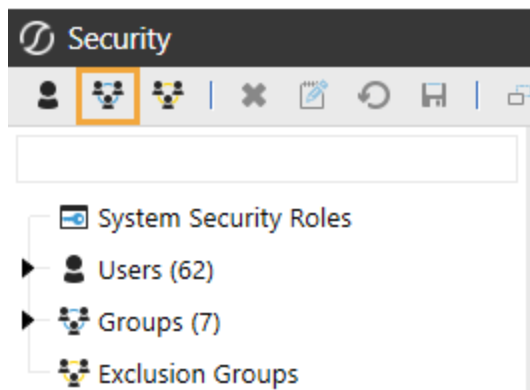 Security
System Security Roles
Users (62)
Groups (7)
Exclusion Groups